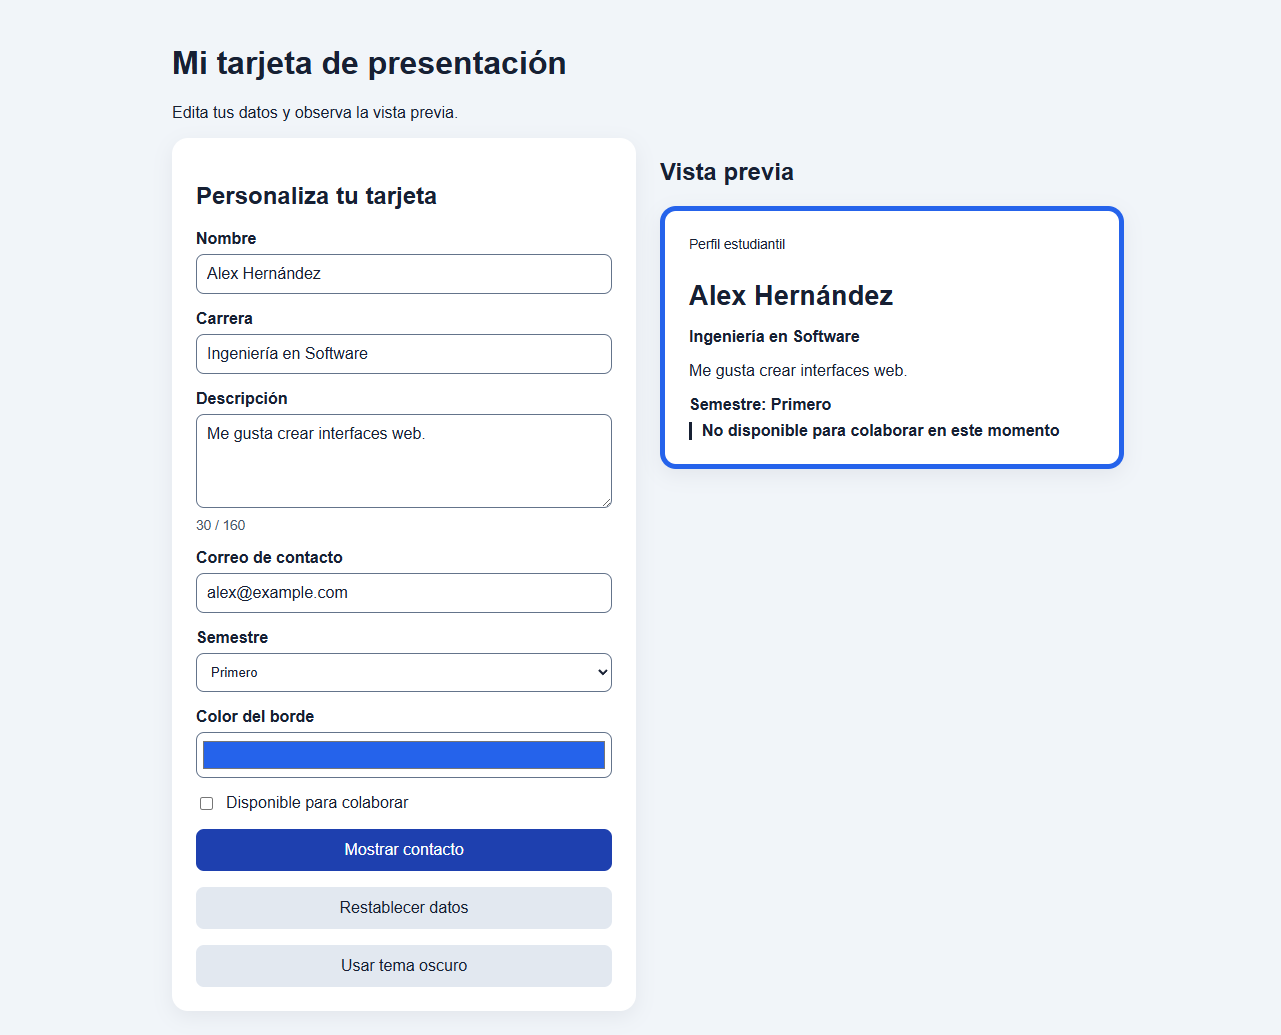 Mi tarjeta de presentación
Edita tus datos y observa la vista previa.
Personaliza tu tarjeta
Nombre
Alex Hernández
Carrera
Ingeniería en Software
Descripción
Me gusta crear interfaces web.
30 / 160
Correo de contacto
alex@example.com
Semestre
Primero
Color del borde
Disponible para colaborar
Mostrar contacto
Restablecer datos
Usar tema oscuro
Vista previa
Perfil estudiantil
Alex Hernández
Ingeniería en Software
Me gusta crear interfaces web.
Semestre: Primero
No disponible para colaborar en este momento